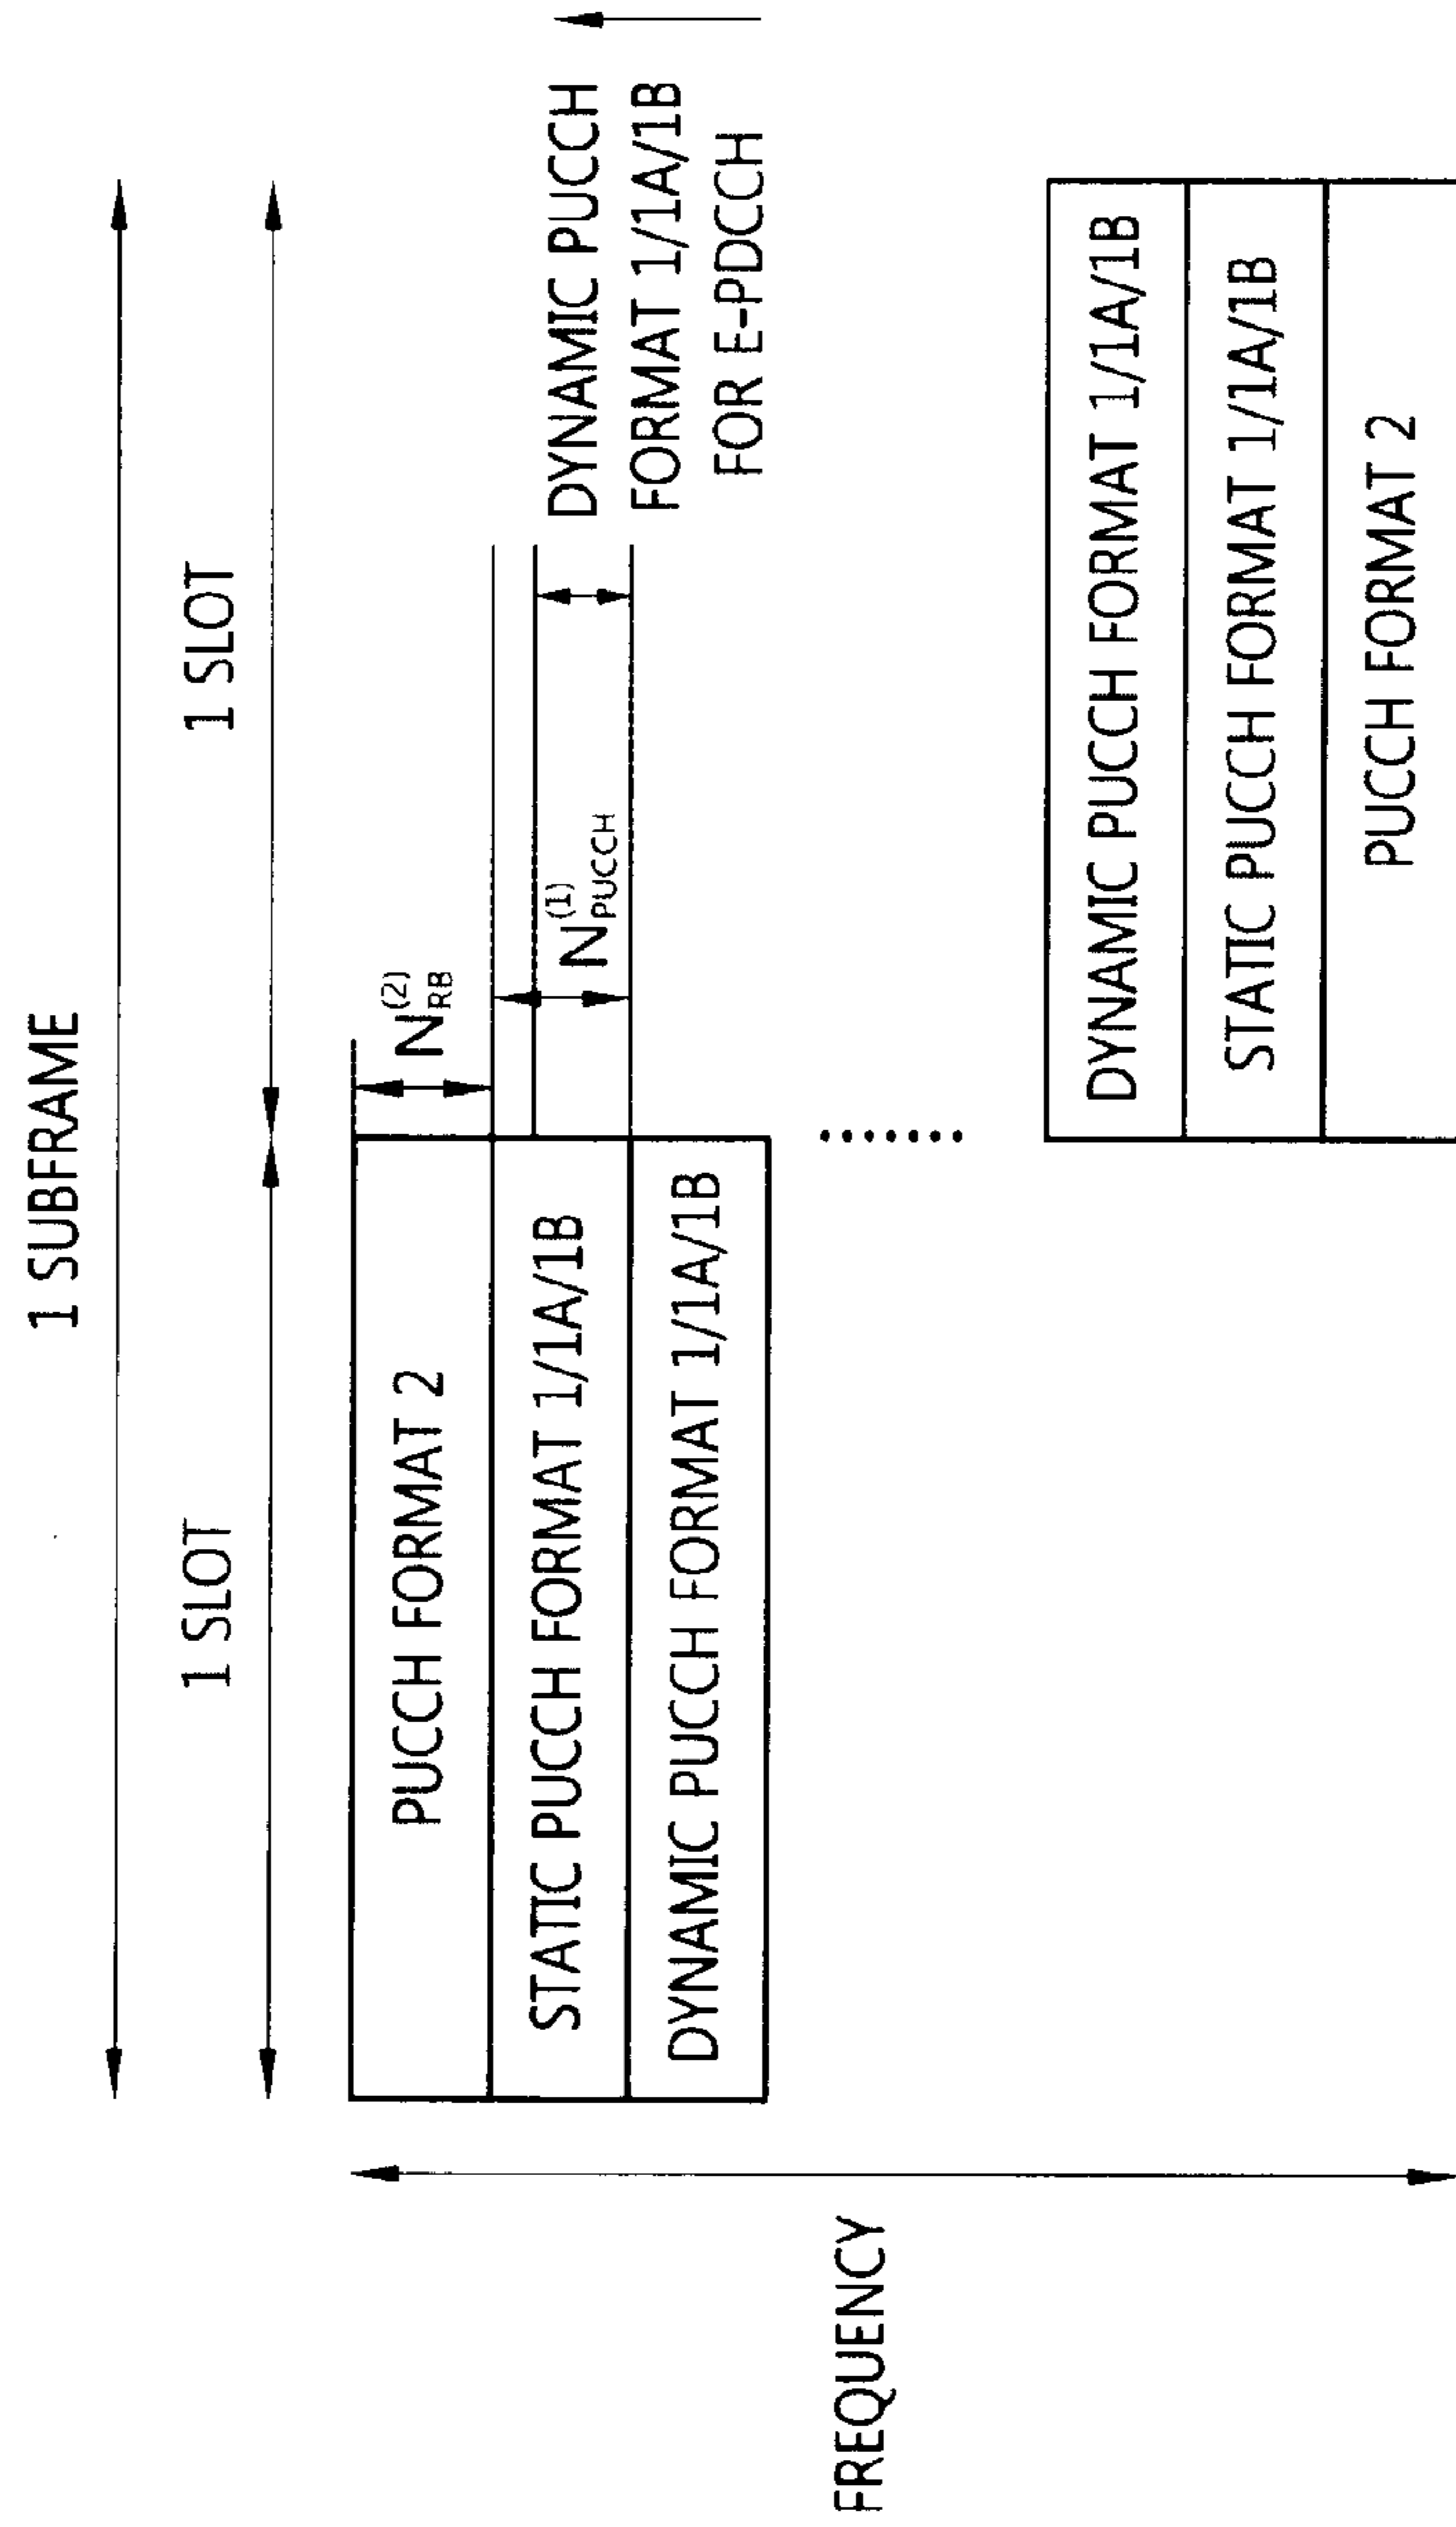 1 SUBFRAME
1 SLOT
1 SLOT
PUCCH FORMAT 2
STATIC PUCCH FORMAT 1/1A/1B
DYNAMIC PUCCH FORMAT 1/1A/1B
N(2)RB
N(1)PUCCH
DYNAMIC PUCCH
FORMAT 1/1A/1B
FOR E-PDCCH
FREQUENCY
DYNAMIC PUCCH FORMAT 1/1A/1B
STATIC PUCCH FORMAT 1/1A/1B
PUCCH FORMAT 2